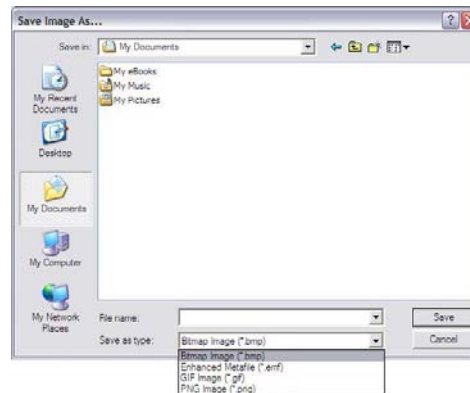 Save Image As...
Save in:
My Documents
My eBooks
My Music
My Pictures
My Recent
Documents
Desktop
My Documents
My Computer
My Network
Places
File name:
Save
Save as type:
Bitmap Image (*.bmp)
Cancel
Bitmap Image (*.bmp)
Enhanced Metafile (*.emf)
GIF Image (*.gif)
PNG Image (*.png)